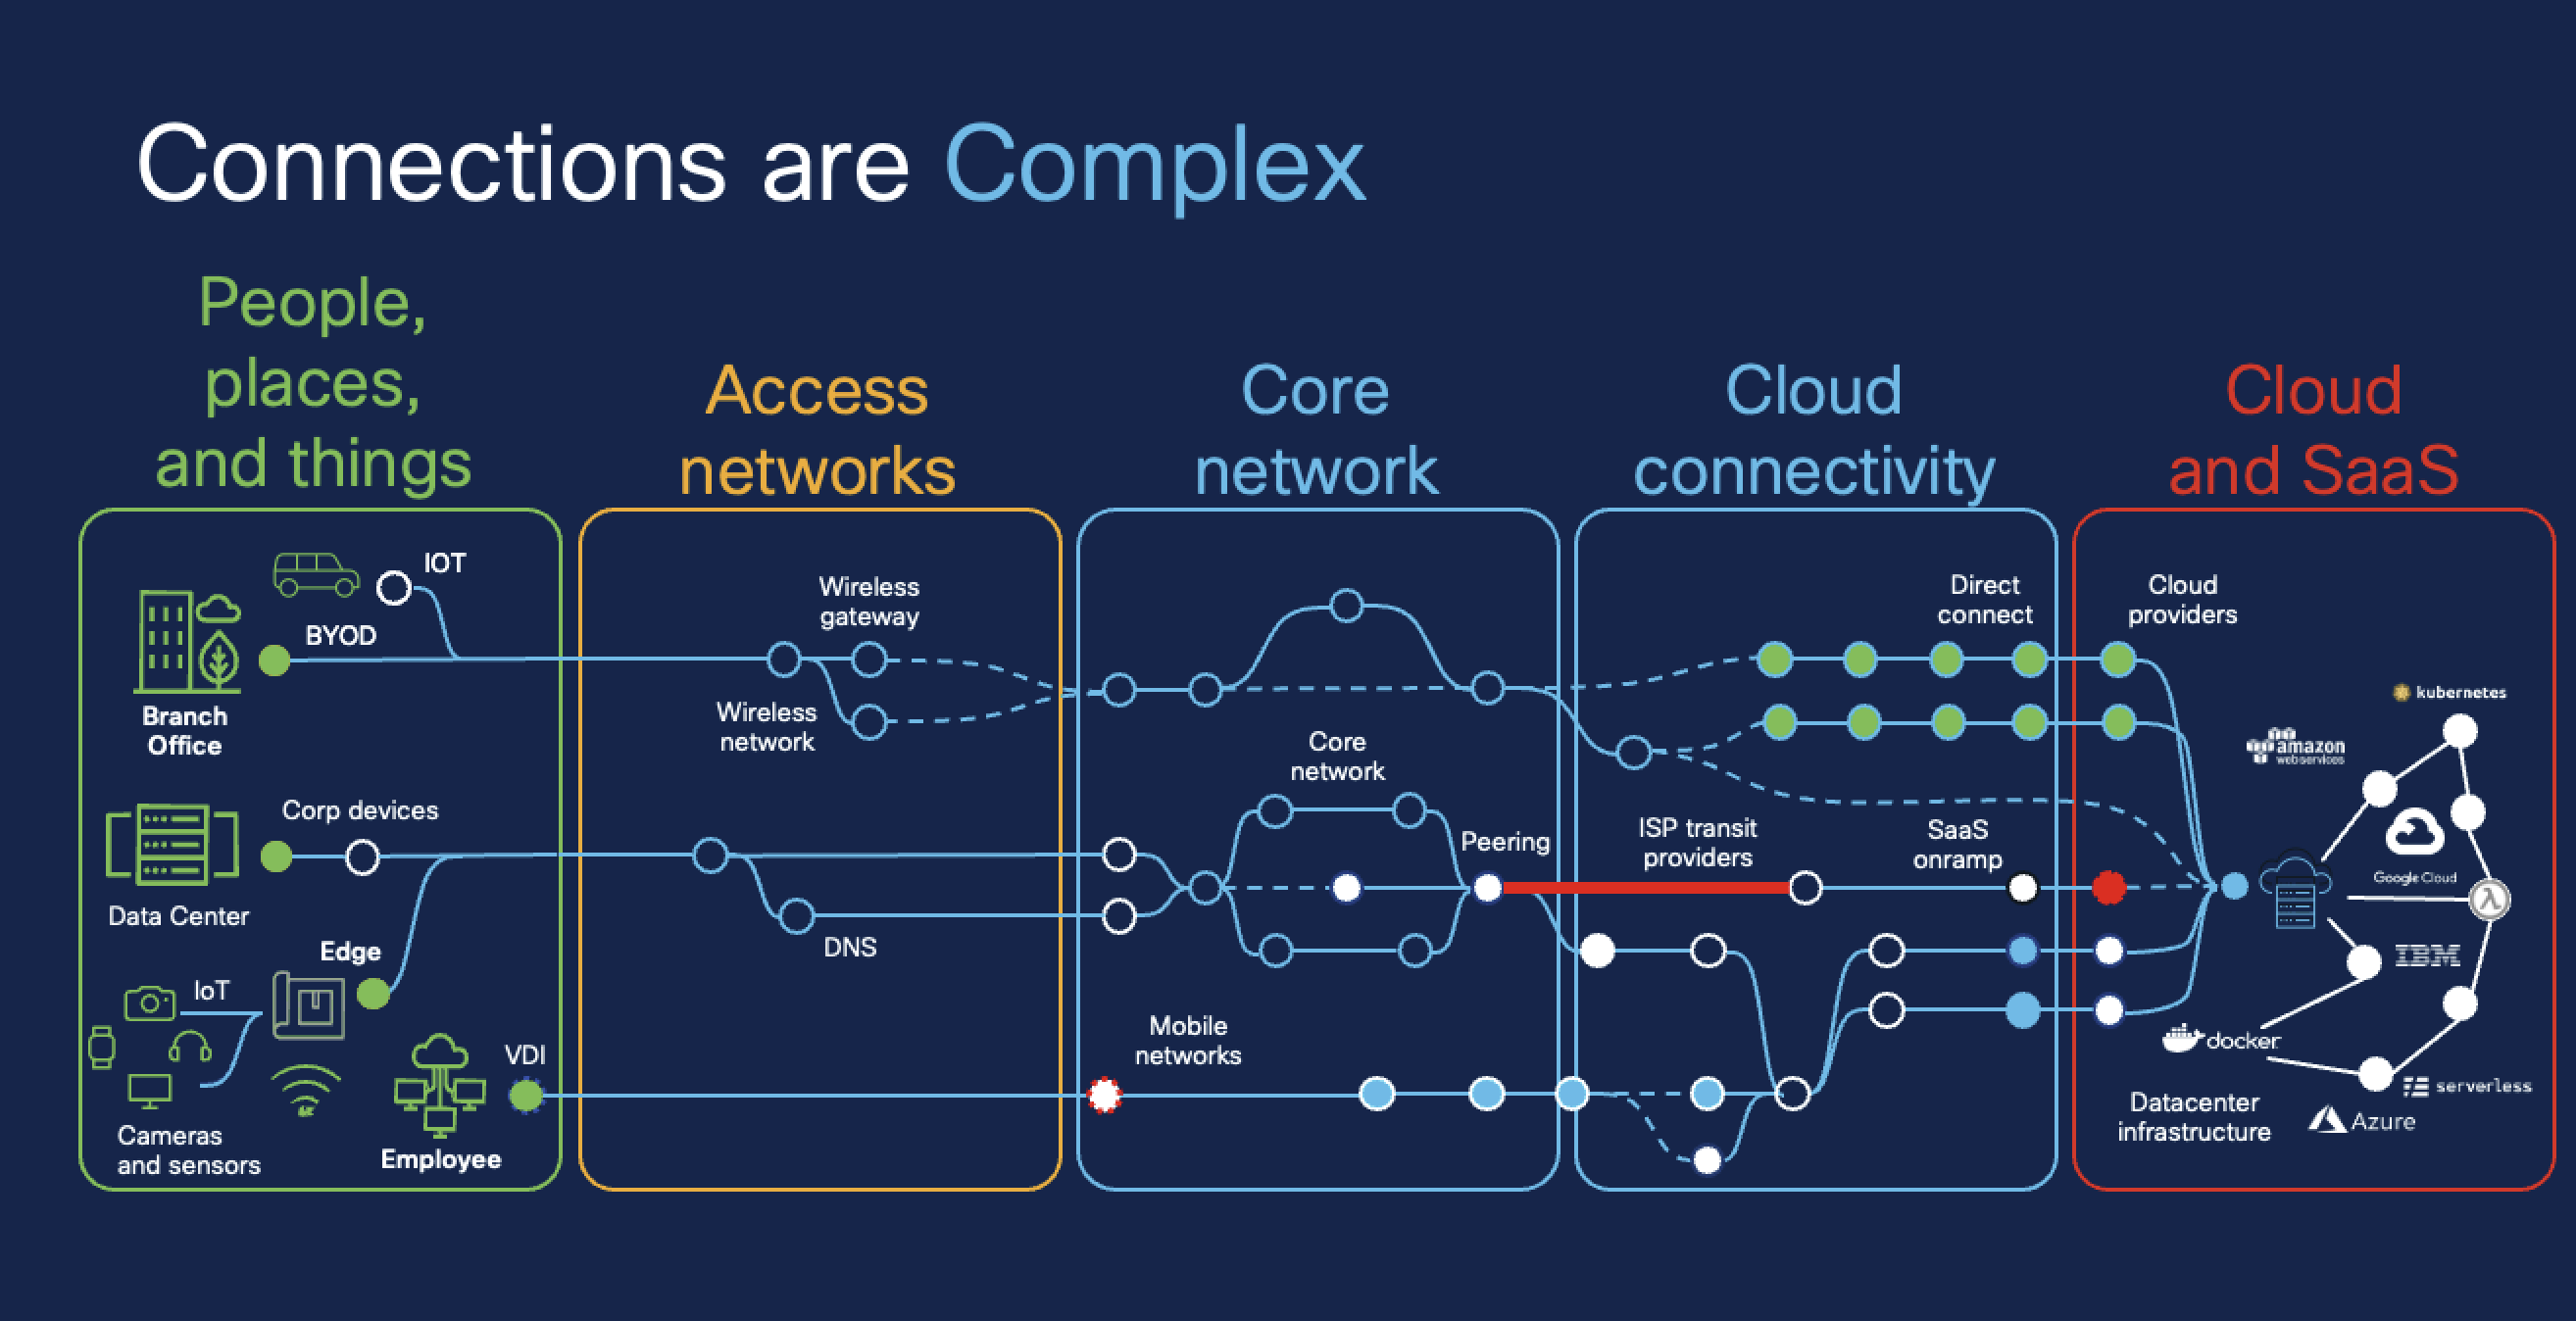 Connections are Complex
People,
places,
and things
Access
networks
Core
network
Cloud
connectivity
Cloud
and SaaS
IOT
BYOD
Branch
Office
Corp devices
Data Center
Edge
IoT
Cameras
and sensors
VDI
Employee
Wireless
gateway
Wireless
network
DNS
Core
network
Peering
Mobile
networks
Direct
connect
ISP transit
providers
SaaS
onramp
Cloud
providers
kubernetes
amazon
webservices
Google Cloud
λ
IBM
docker
serverless
Datacenter
infrastructure
Azure